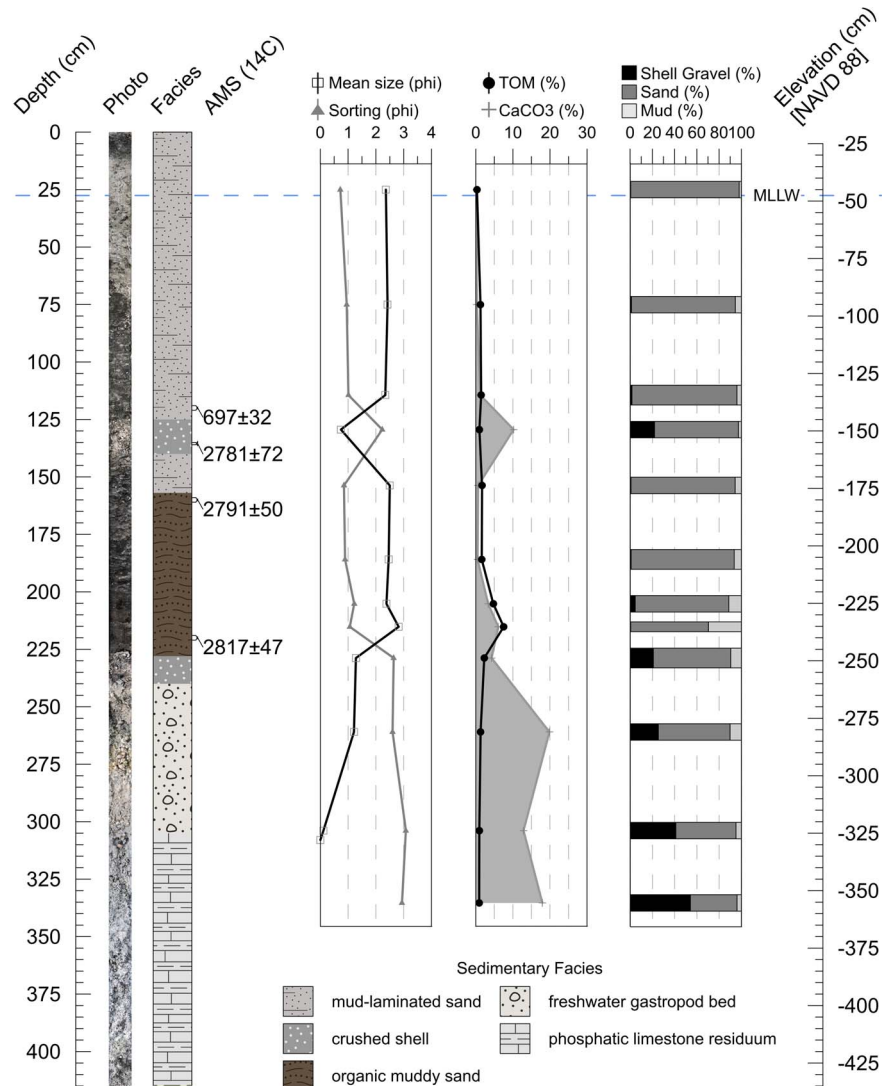 Depth (cm)
Photo
Facies
AMS (14C)
Mean size (phi)
Sorting (phi)
0 1 2 3 4
TOM (%)
CaCO3 (%)
0 10 20 30
Shell Gravel (%)
Sand (%)
Mud (%)
0 20 40 60 80 100
Elevation (cm)
[NAVD 88]
0
25
50
75
100
125
150
175
200
225
250
275
300
325
350
375
400
697±32
2781±72
2791±50
2817±47
MLLW
-25
-50
-75
-100
-125
-150
-175
-200
-225
-250
-275
-300
-325
-350
-375
-400
-425
Sedimentary Facies
mud-laminated sand
freshwater gastropod bed
crushed shell
phosphatic limestone residuum
organic muddy sand